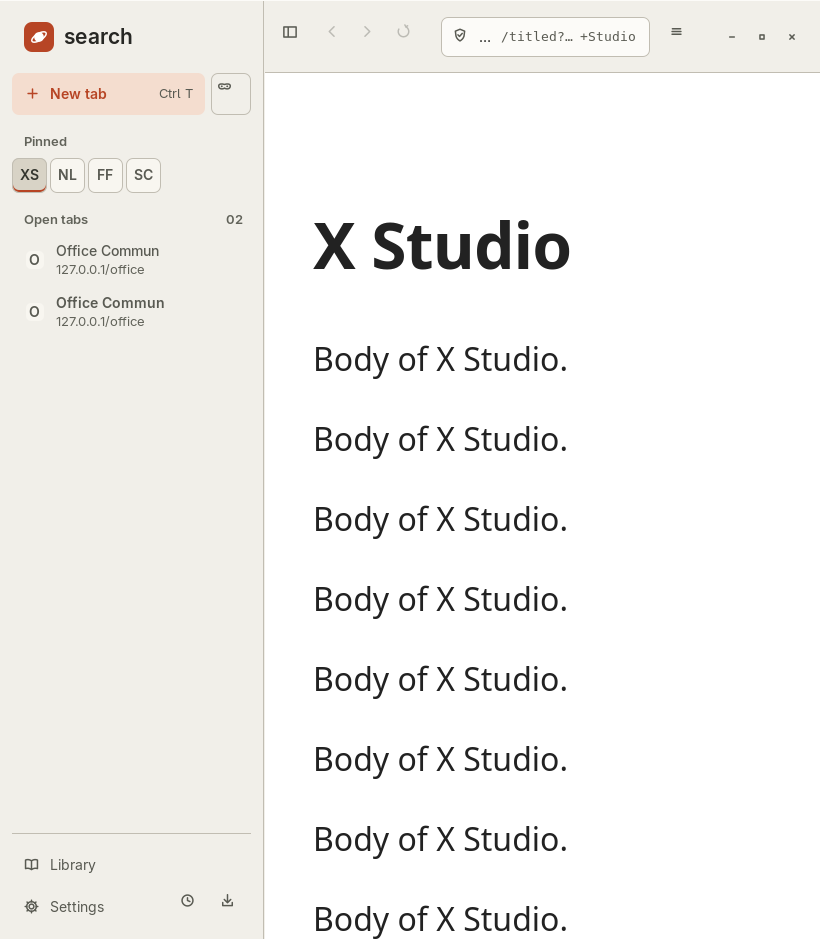 search
New tab Ctrl T
Pinned
XS NL FF SC
Open tabs 02
O Office Commun
127.0.0.1/office
O Office Commun
127.0.0.1/office
Library
Settings
... /titled?… +Studio
X Studio
Body of X Studio.
Body of X Studio.
Body of X Studio.
Body of X Studio.
Body of X Studio.
Body of X Studio.
Body of X Studio.
Body of X Studio.